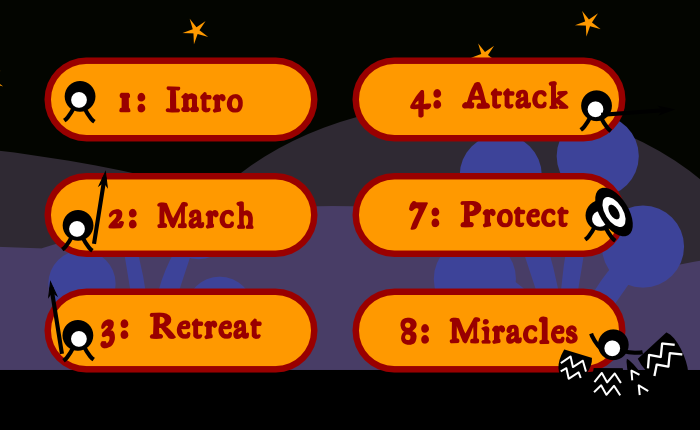 1: Intro
2: March
3: Retreat
4: Attack
7: Protect
8: Miracles